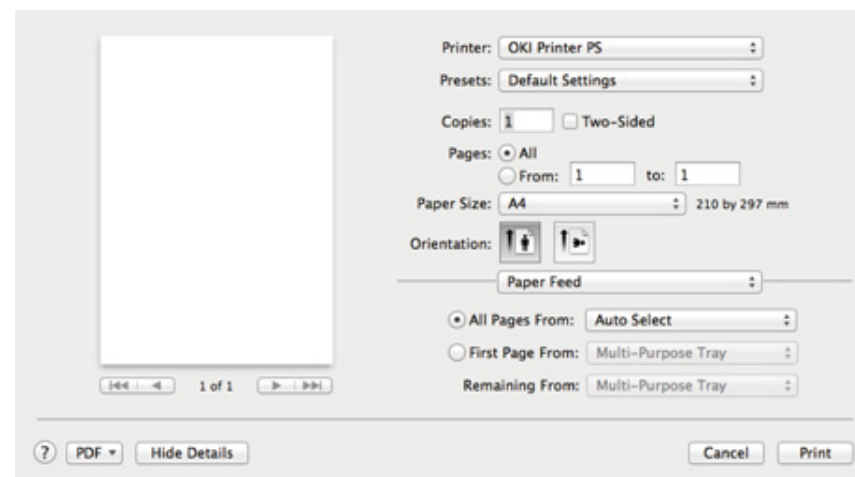 Printer: OKI Printer PS
Presets: Default Settings
Copies: 1 Two-Sided
Pages: All
From: 1 to: 1
Paper Size: A4 210 by 297 mm
Orientation:
Paper Feed
All Pages From: Auto Select
First Page From: Multi-Purpose Tray
Remaining From: Multi-Purpose Tray
1 of 1
? PDF Hide Details Cancel Print